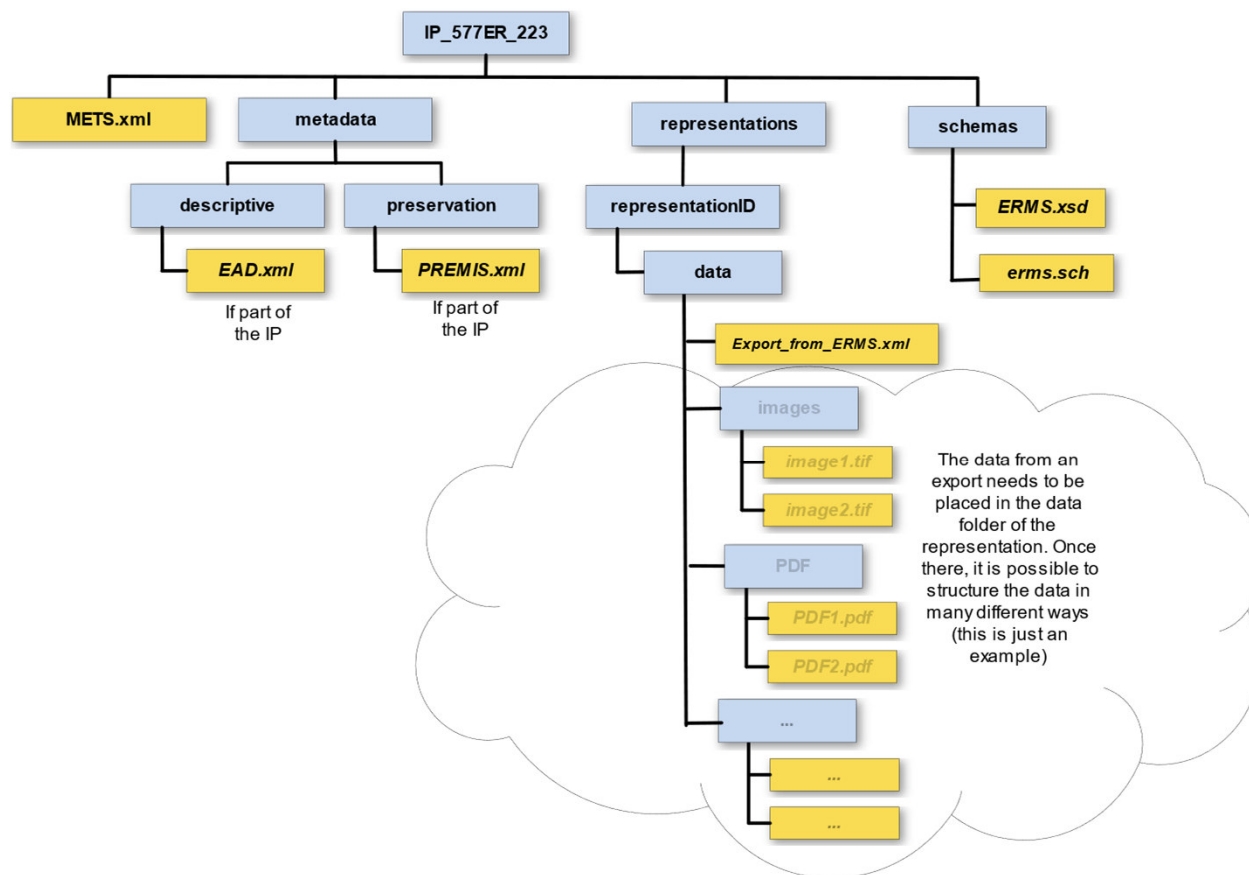 IP_577ER_223
METS.xml
metadata
representations
schemas
descriptive
preservation
representationID
ERMS.xsd
EAD.xml
PREMIS.xml
data
erms.sch
If part of
the IP
If part of
the IP
Export_from_ERMS.xml
images
image1.tif
image2.tif
PDF
PDF1.pdf
PDF2.pdf
...
...
...
The data from an
export needs to be
placed in the data
folder of the
representation. Once
there, it is possible to
structure the data in
many different ways
(this is just an
example)